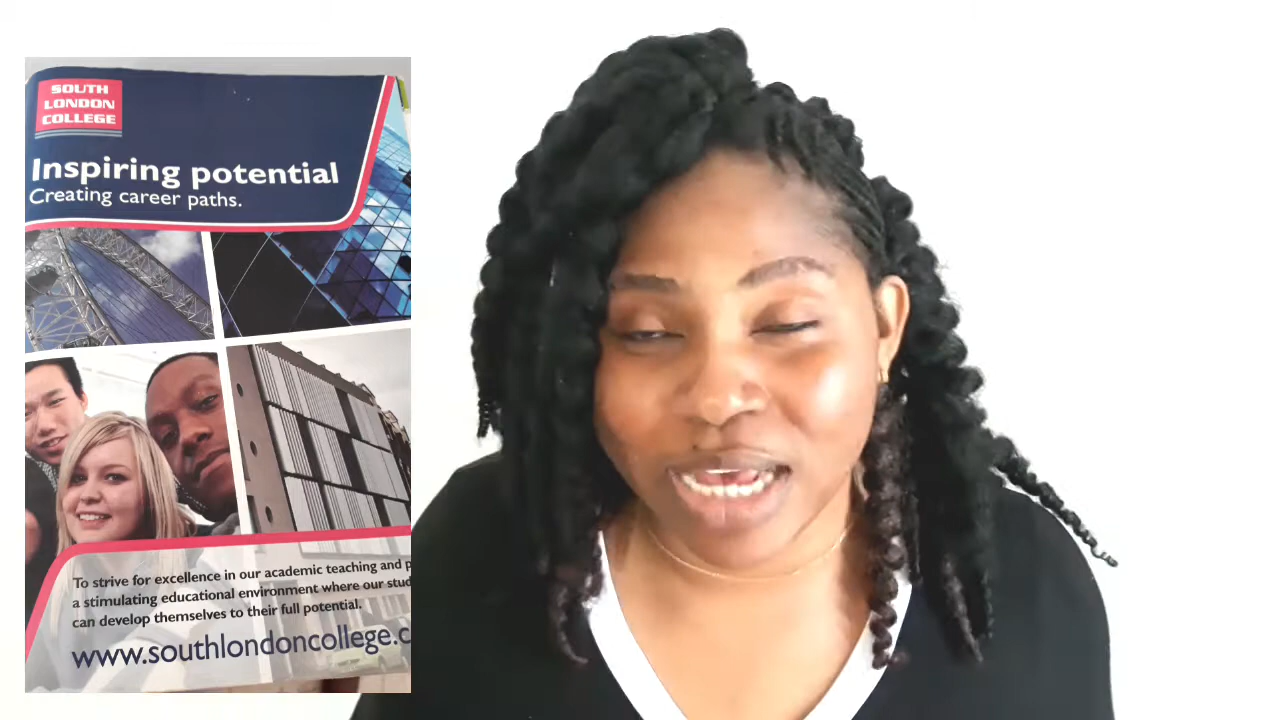 SOUTH
LONDON
COLLEGE
Inspiring potential
Creating career paths.
To strive for excellence in our academic teaching and
a stimulating educational environment where our
can develop themselves to their full potential.
www.southlondoncollege.c